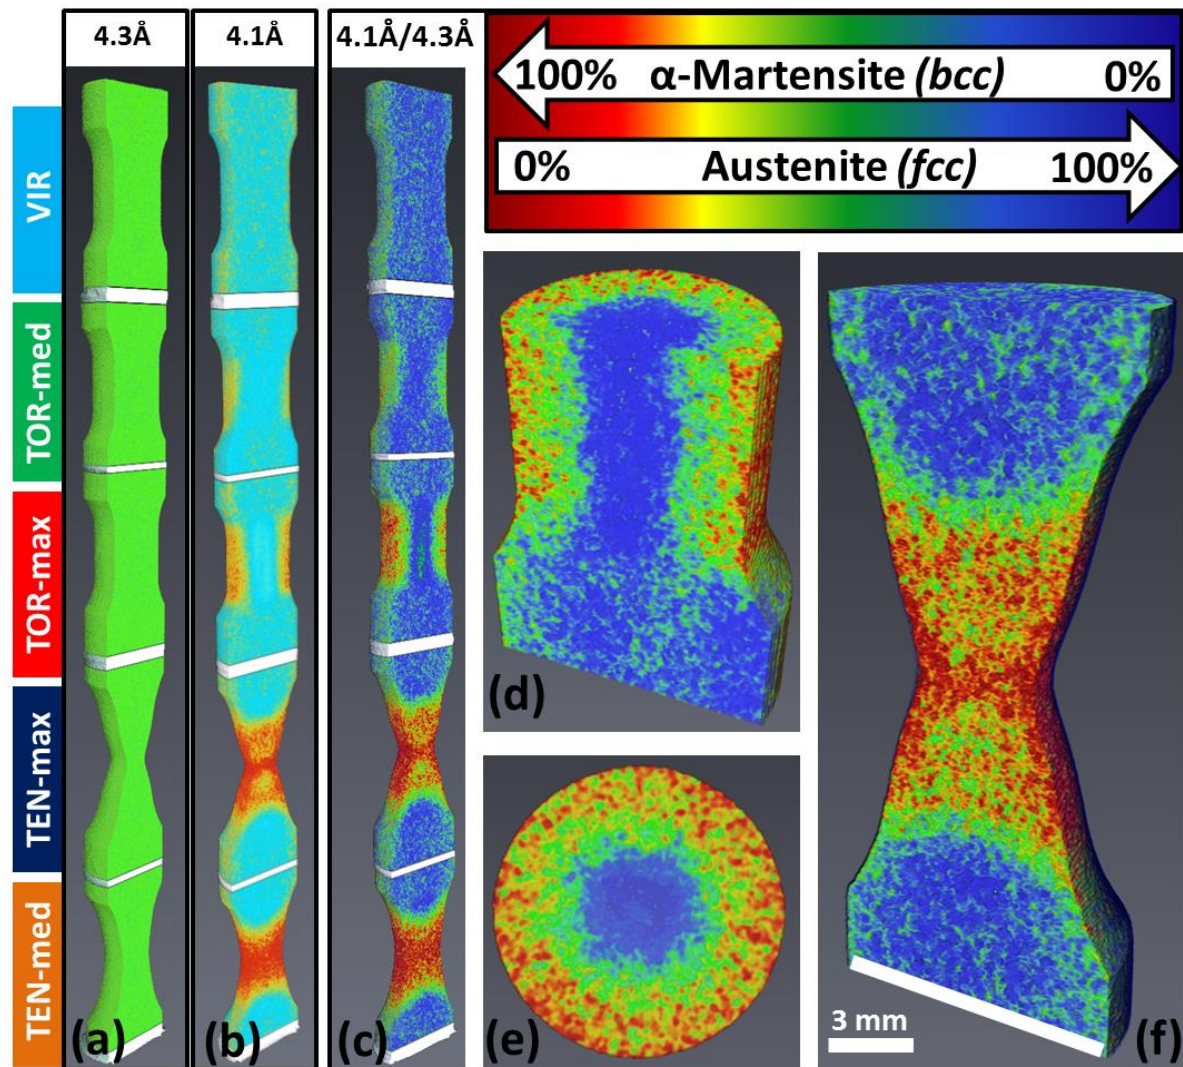 4.3Å
4.1Å
4.1Å/4.3Å
100% α-Martensite (bcc) 0%
0% Austenite (fcc) 100%
VIR
TOR-med
TOR-max
TEN-max
TEN-med
(a)
(b)
(c)
(d)
(e)
3 mm
(f)